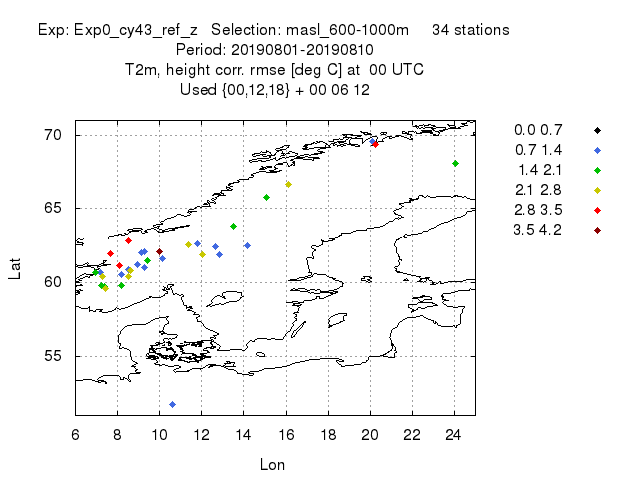 Exp: Exp0_cy43_ref_z   Selection: masl_600-1000m     34 stations
Period: 20190801-20190810
T2m, height corr. rmse [deg C] at  00 UTC
Used {00,12,18} + 00 06 12
70
65
60
55
Lat
6 8 10 12 14 16 18 20 22 24
Lon
0.0 0.7
0.7 1.4
1.4 2.1
2.1 2.8
2.8 3.5
3.5 4.2